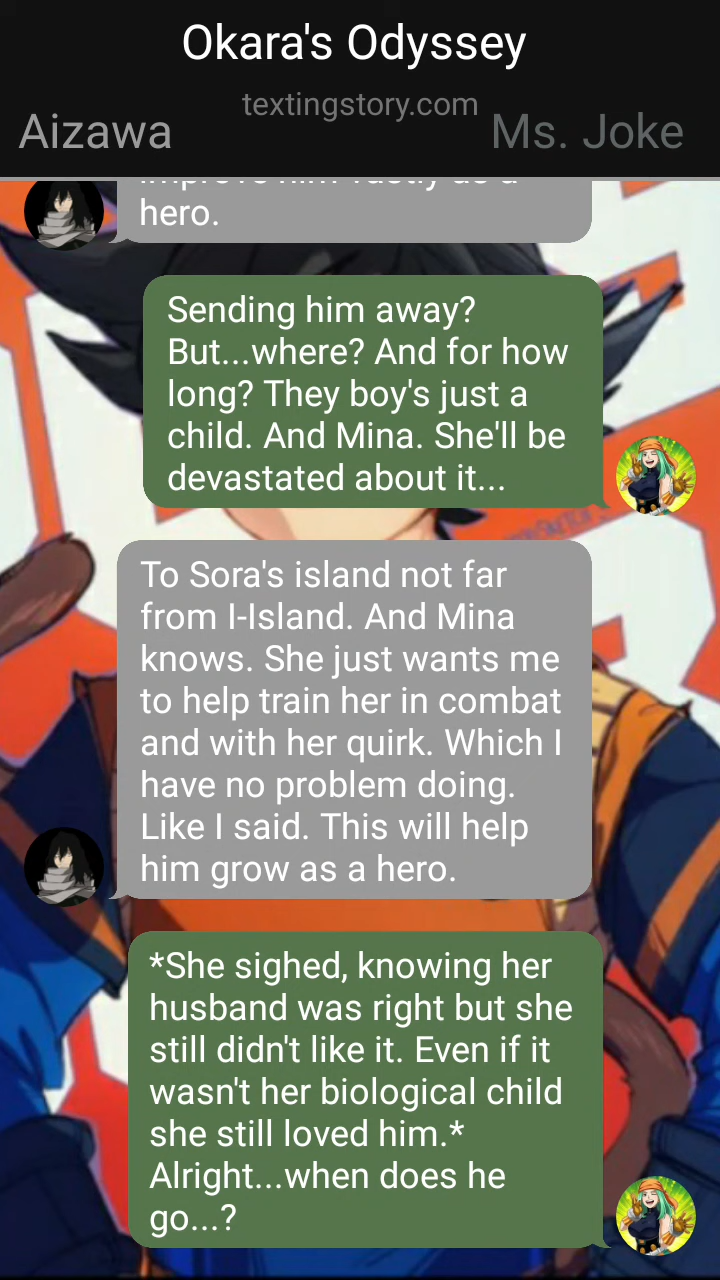 Okara's Odyssey
textingstory.com
Aizawa
Ms. Joke
hero.
Sending him away?
But...where? And for how
long? They boy's just a
child. And Mina. She'll be
devastated about it...
To Sora's island not far
from I-Island. And Mina
knows. She just wants me
to help train her in combat
and with her quirk. Which I
have no problem doing.
Like I said. This will help
him grow as a hero.
*She sighed, knowing her
husband was right but she
still didn't like it. Even if it
wasn't her biological child
she still loved him.*
Alright...when does he
go...?